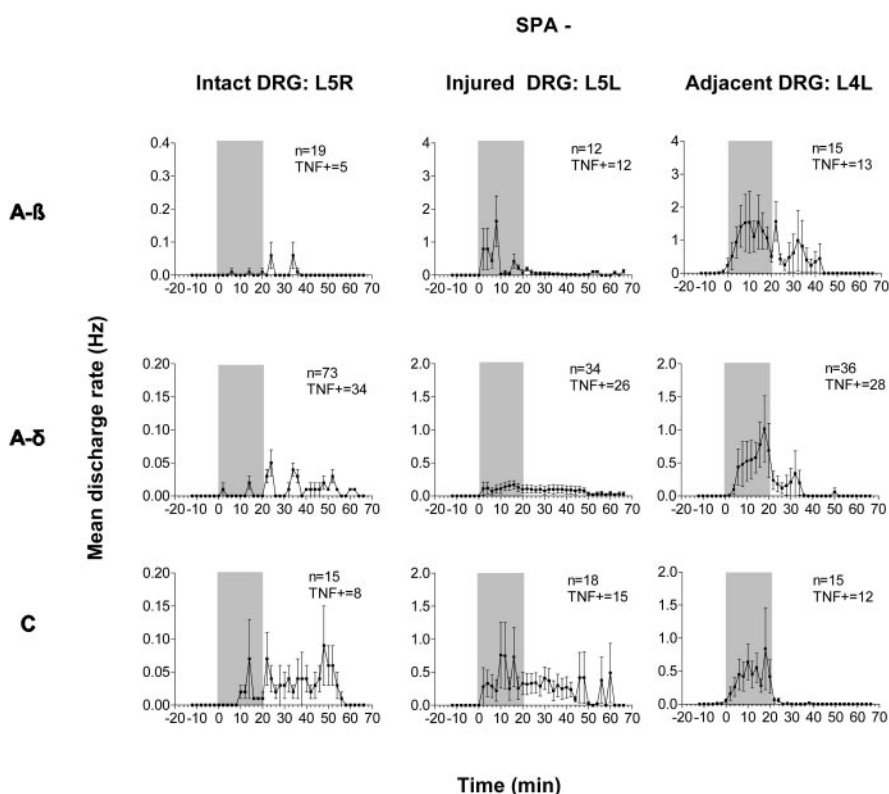 SPA -
Intact DRG: L5R
Injured DRG: L5L
Adjacent DRG: L4L
A-ß
A-δ
C
Mean discharge rate (Hz)
0.4
0.3
0.2
0.1
0.0
n=19
TNF+=5
-20 -10 0 10 20 30 40 50 60 70
4
3
2
1
0
n=12
TNF+=12
-20 -10 0 10 20 30 40 50 60 70
4
3
2
1
0
n=15
TNF+=13
-20 -10 0 10 20 30 40 50 60 70
0.20
0.15
0.10
0.05
0.00
n=73
TNF+=34
-20 -10 0 10 20 30 40 50 60 70
2.0
1.5
1.0
0.5
0.0
n=34
TNF+=26
-20 -10 0 10 20 30 40 50 60 70
2.0
1.5
1.0
0.5
0.0
n=36
TNF+=28
-20 -10 0 10 20 30 40 50 60 70
0.20
0.15
0.10
0.05
0.00
n=15
TNF+=8
-20 -10 0 10 20 30 40 50 60 70
2.0
1.5
1.0
0.5
0.0
n=18
TNF+=15
-20 -10 0 10 20 30 40 50 60 70
2.0
1.5
1.0
0.5
0.0
n=15
TNF+=12
-20 -10 0 10 20 30 40 50 60 70
Time (min)